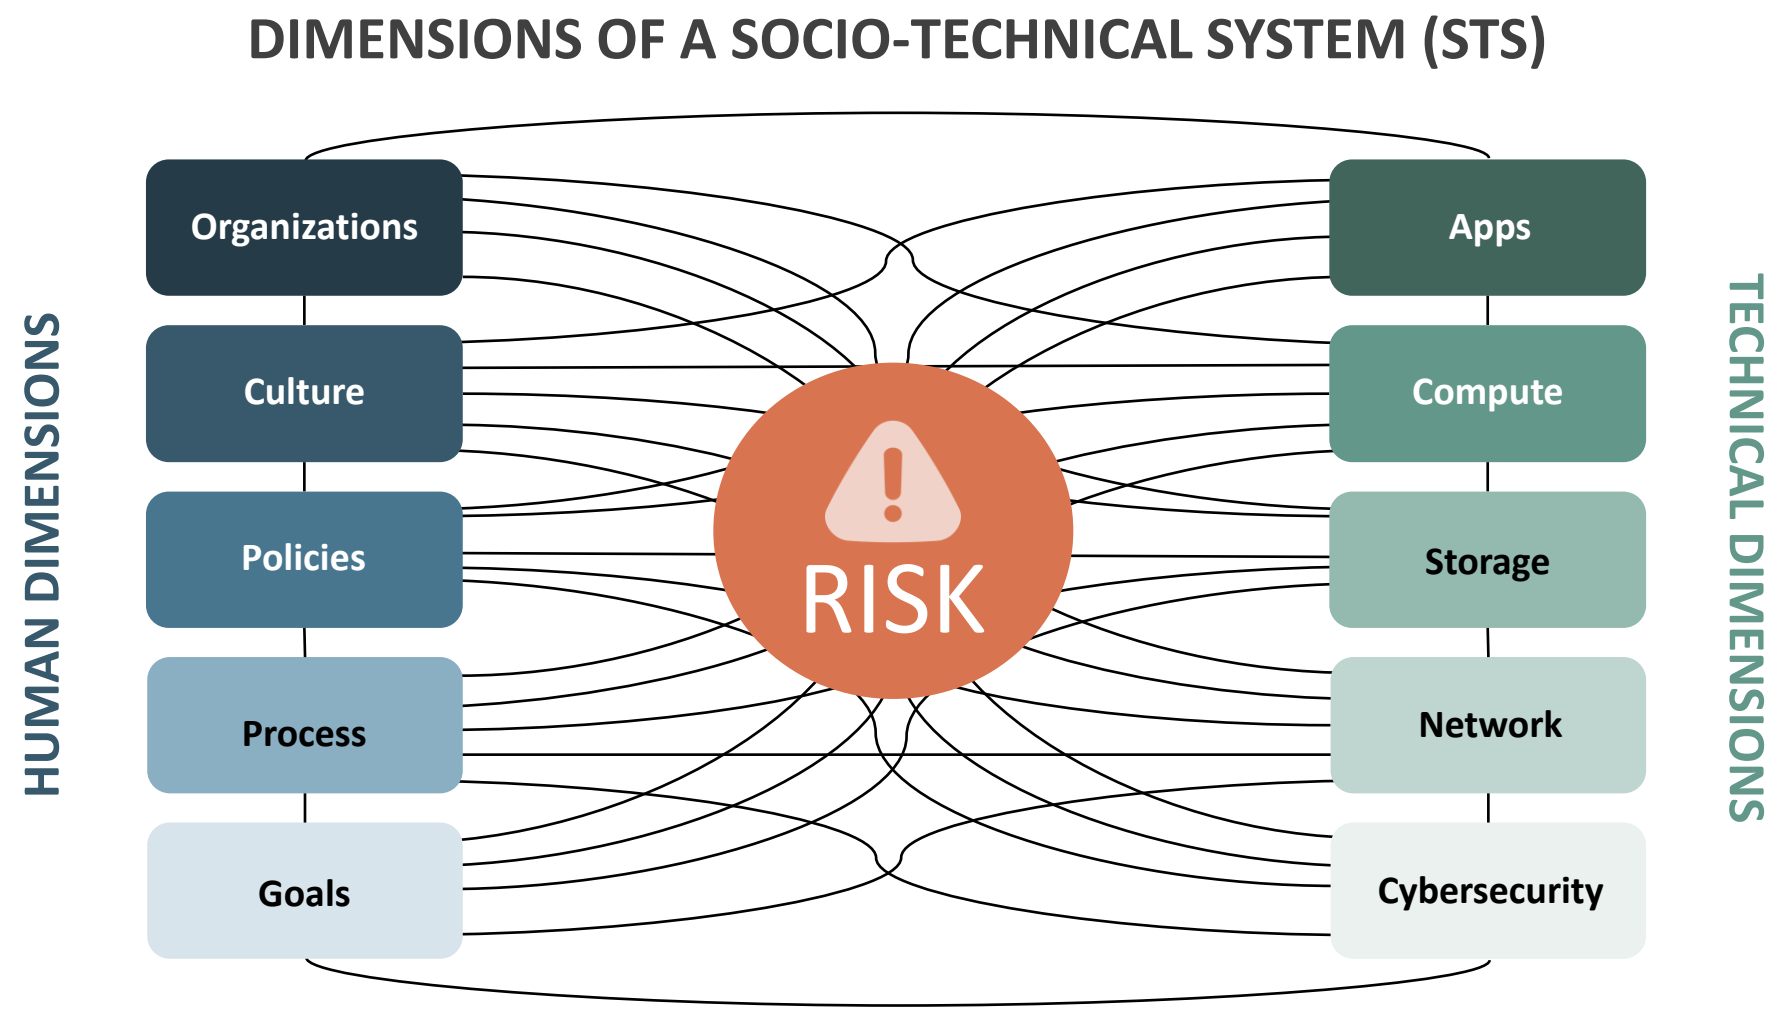 DIMENSIONS OF A SOCIO-TECHNICAL SYSTEM (STS)
HUMAN DIMENSIONS
Organizations
Culture
Policies
Process
Goals
RISK
Apps
Compute
Storage
Network
Cybersecurity
TECHNICAL DIMENSIONS